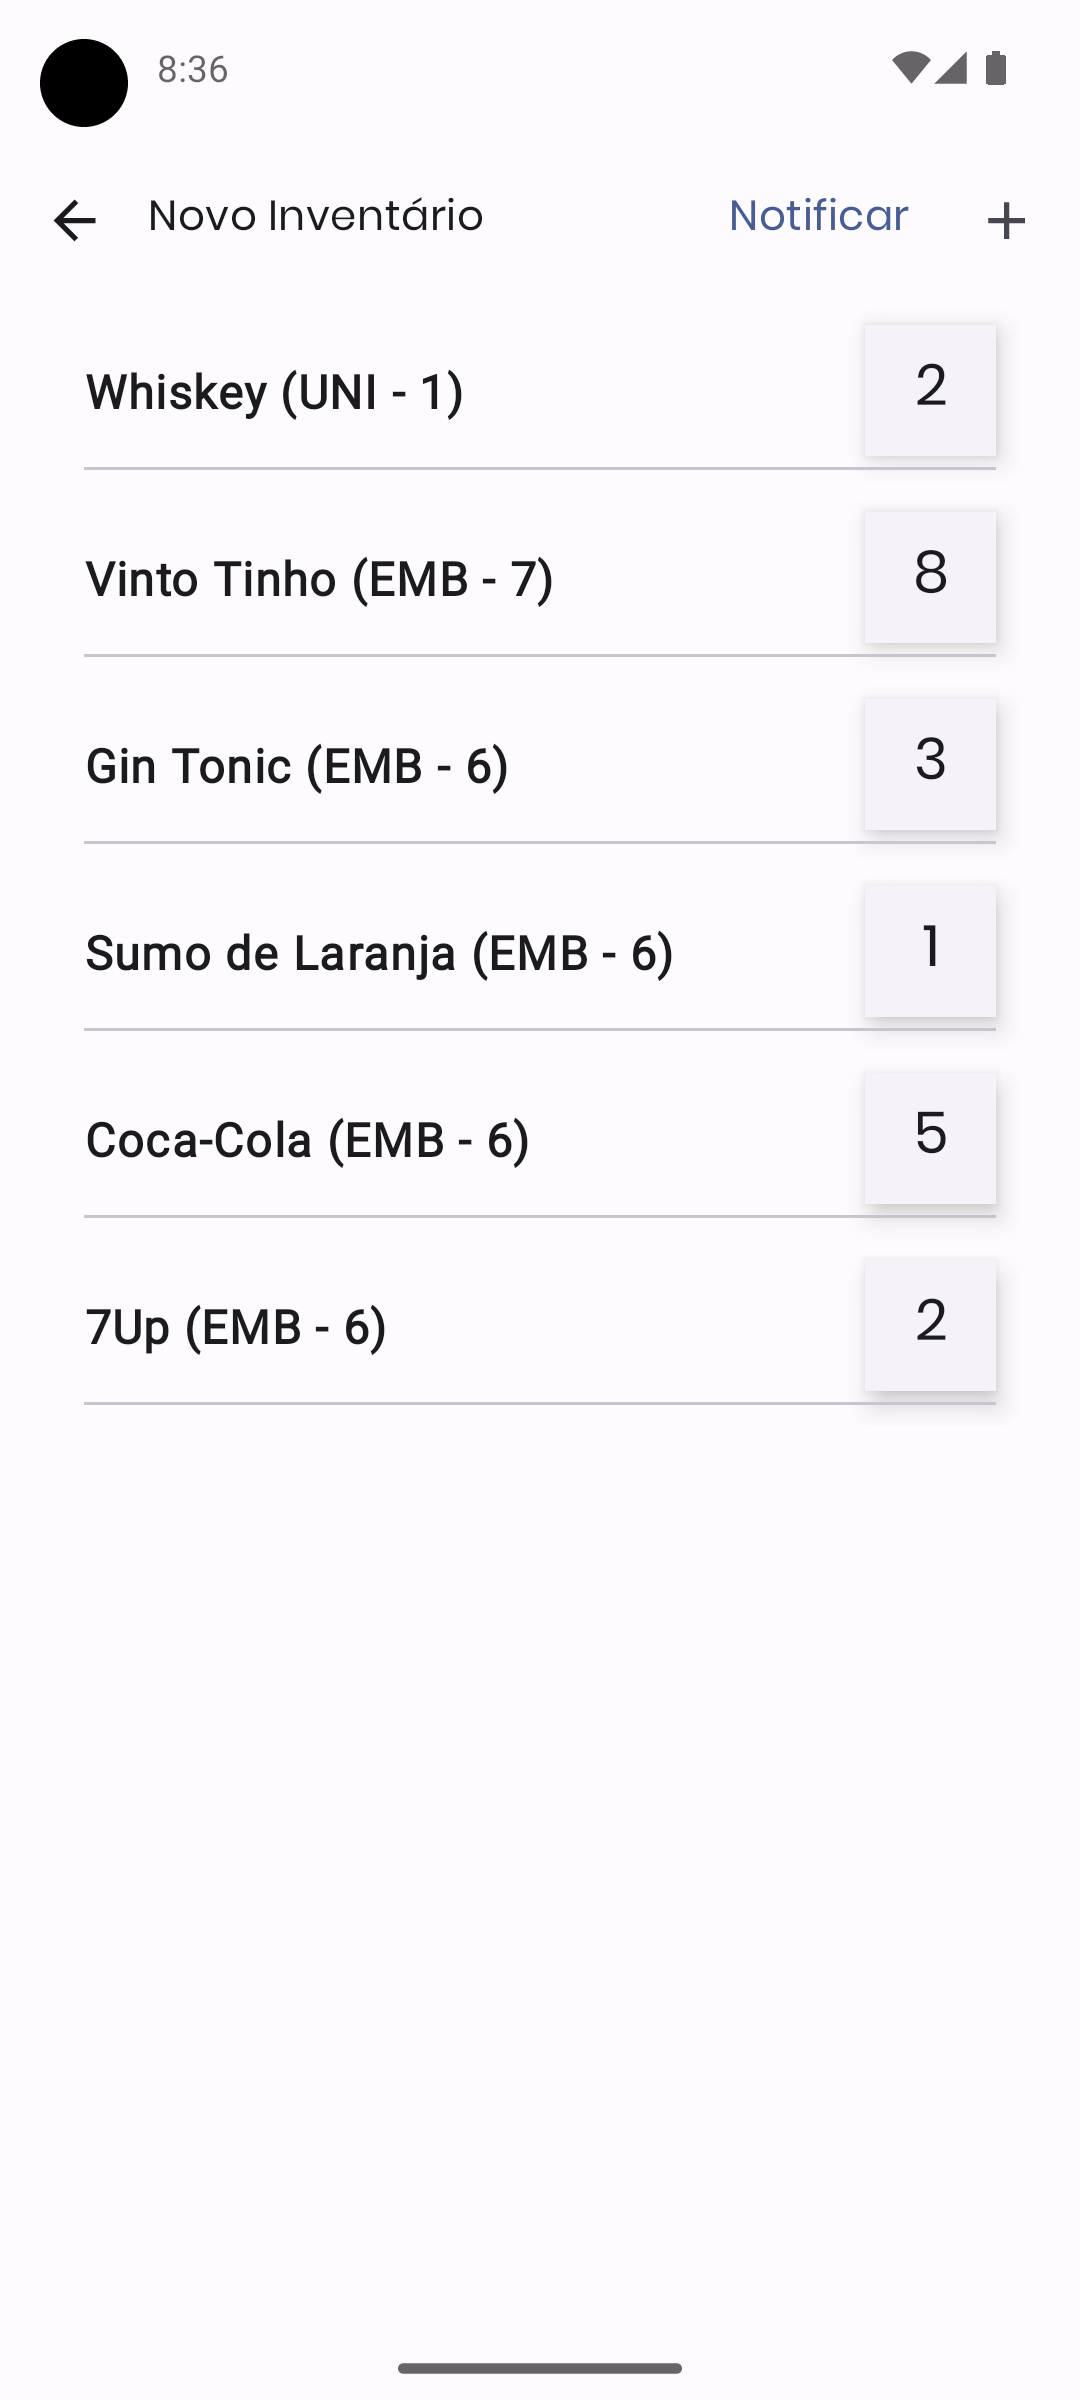 8:36
Novo Inventário Notificar +
Whiskey (UNI - 1) 2
Vinto Tinho (EMB - 7) 8
Gin Tonic (EMB - 6) 3
Sumo de Laranja (EMB - 6) 1
Coca-Cola (EMB - 6) 5
7Up (EMB - 6) 2